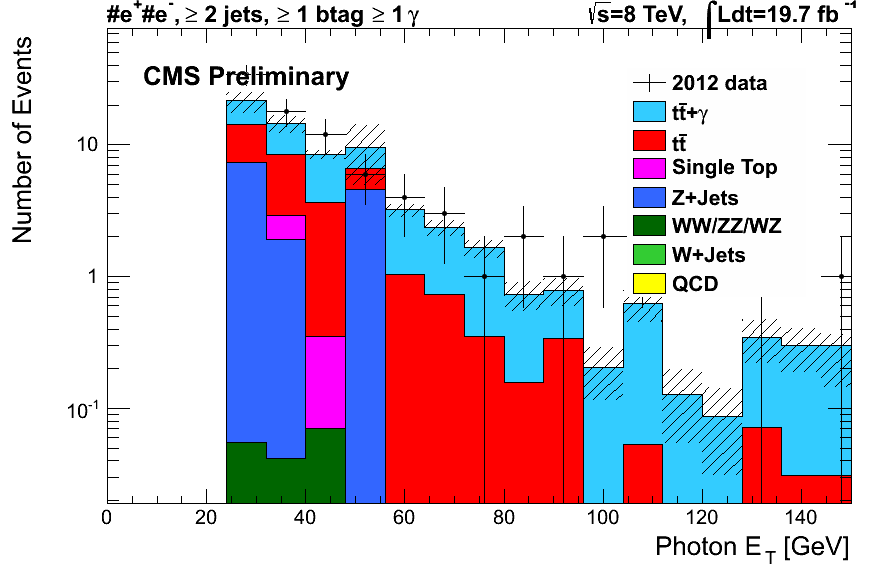 #e⁺#e⁻, ≥ 2 jets, ≥ 1 btag ≥ 1 γ √s=8 TeV, ∫Ldt=19.7 fb⁻¹
CMS Preliminary
2012 data
tt̄+γ
tt̄
Single Top
Z+Jets
WW/ZZ/WZ
W+Jets
QCD
Number of Events
10
1
10⁻¹
0 20 40 60 80 100 120 140
Photon E_T [GeV]